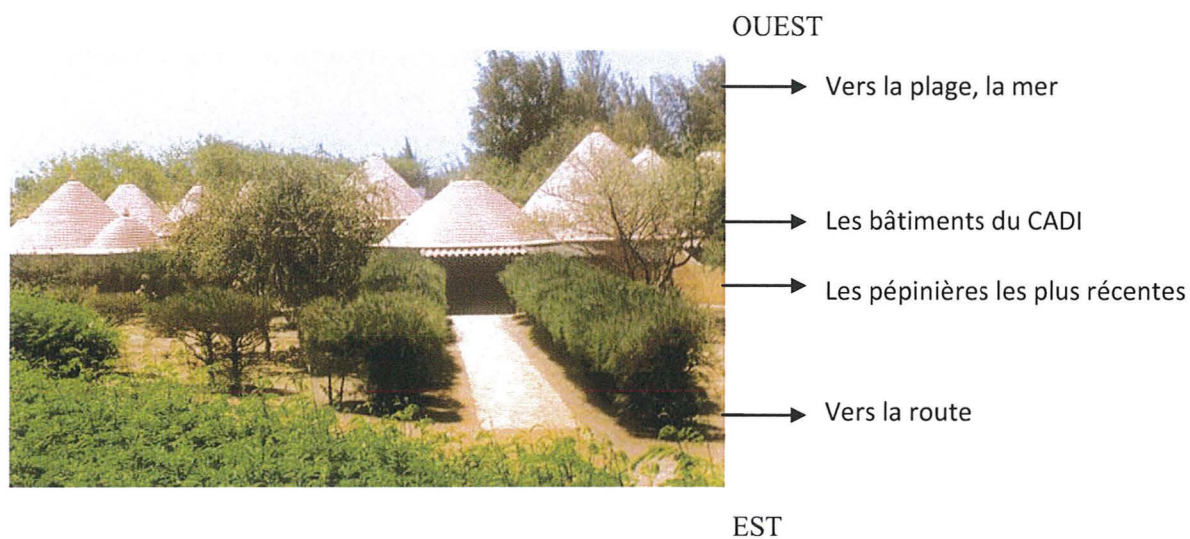 OUEST
Vers la plage, la mer
Les bâtiments du CADI
Les pépinières les plus récentes
Vers la route
EST